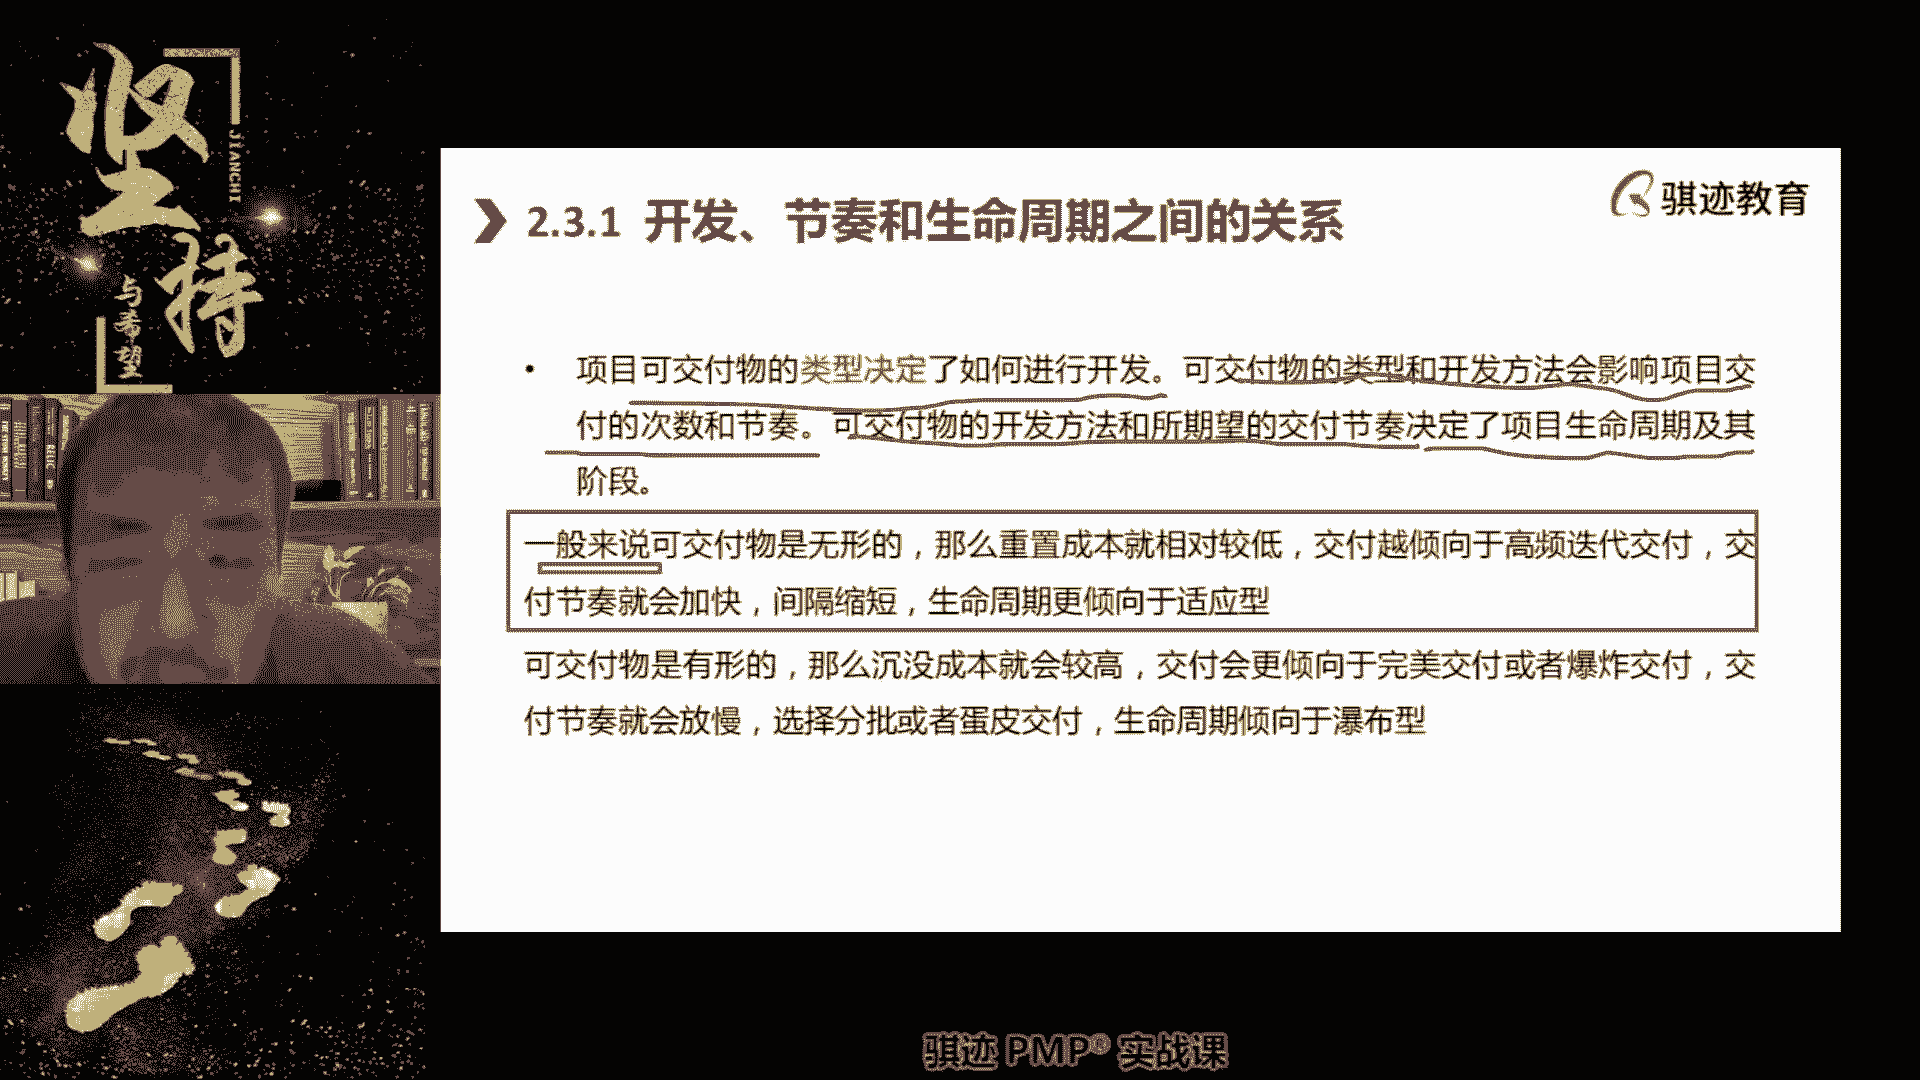 坚持
JIANCHI
与希望
RELIC
骐迹教育
2.3.1 开发、节奏和生命周期之间的关系
• 项目可交付物的类型决定了如何进行开发。可交付物的类型和开发方法会影响项目交
付的次数和节奏。可交付物的开发方法和所期望的交付节奏决定了项目生命周期及其
阶段。
一般来说可交付物是无形的，那么重置成本就相对较低，交付越倾向于高频迭代交付，交
付节奏就会加快，间隔缩短，生命周期更倾向于适应型
可交付物是有形的，那么沉没成本就会较高，交付会更倾向于完美交付或者爆炸交付，交
付节奏就会放慢，选择分批或者蛋皮交付，生命周期倾向于瀑布型
骐迹 PMP® 实战课